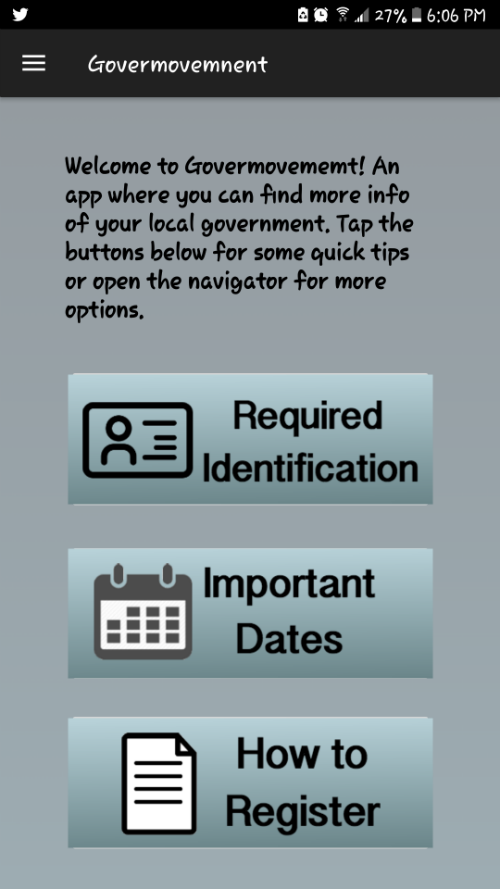 27% 6:06 PM
Govermovemnent
Welcome to Govermovememt! An
app where you can find more info
of your local government. Tap the
buttons below for some quick tips
or open the navigator for more
options.
Required
Identification
Important
Dates
How to
Register